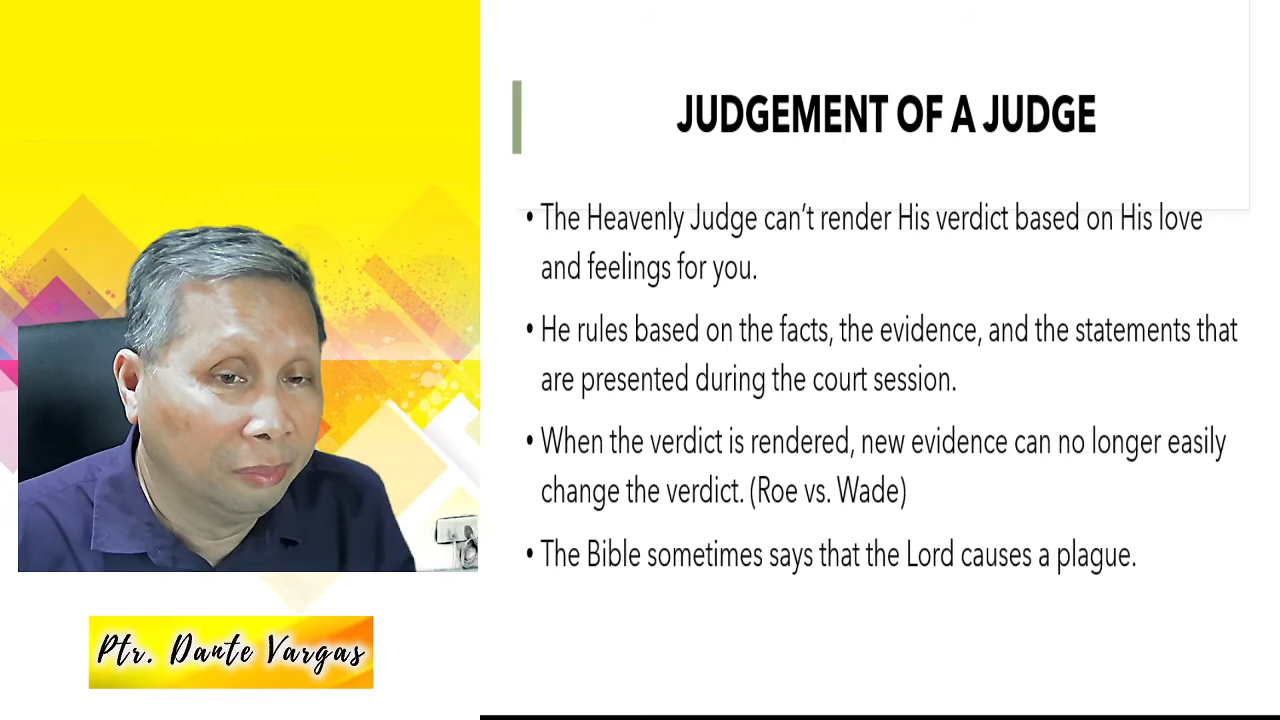 JUDGEMENT OF A JUDGE
• The Heavenly Judge can't render His verdict based on His love
and feelings for you.
• He rules based on the facts, the evidence, and the statements that
are presented during the court session.
• When the verdict is rendered, new evidence can no longer easily
change the verdict. (Roe vs. Wade)
• The Bible sometimes says that the Lord causes a plague.
Ptr. Dante Vargas